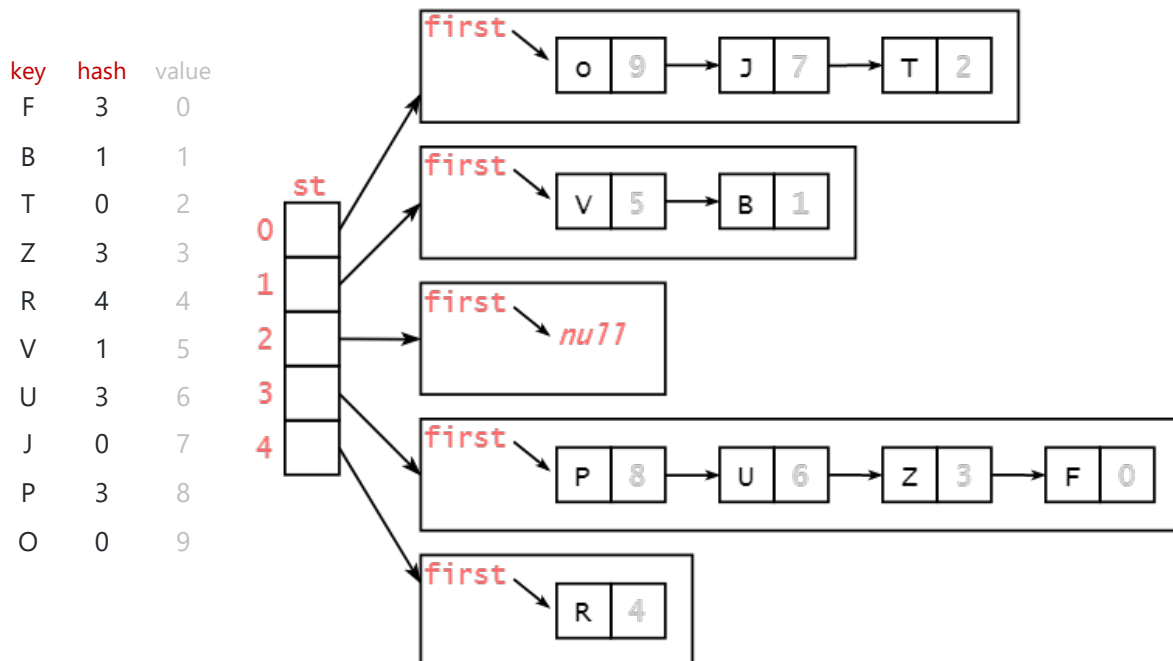 key hash value
F 3 0
B 1 1
T 0 2
Z 3 3
R 4 4
V 1 5
U 3 6
J 0 7
P 3 8
O 0 9
st
0
1
2
3
4
first
o 9 J 7 T 2
first
V 5 B 1
first
null
first
P 8 U 6 Z 3 F 0
first
R 4